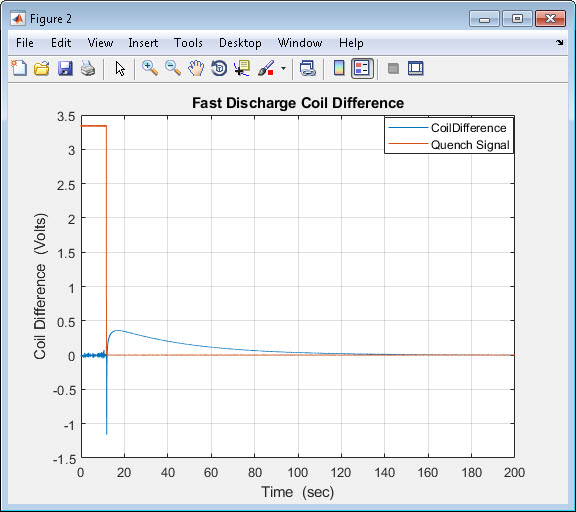 Figure 2
File Edit View Insert Tools Desktop Window Help
Fast Discharge Coil Difference
CoilDifference
Quench Signal
3.5
3
2.5
2
1.5
1
0.5
0
-0.5
-1
-1.5
Coil Difference (Volts)
0 20 40 60 80 100 120 140 160 180 200
Time (sec)